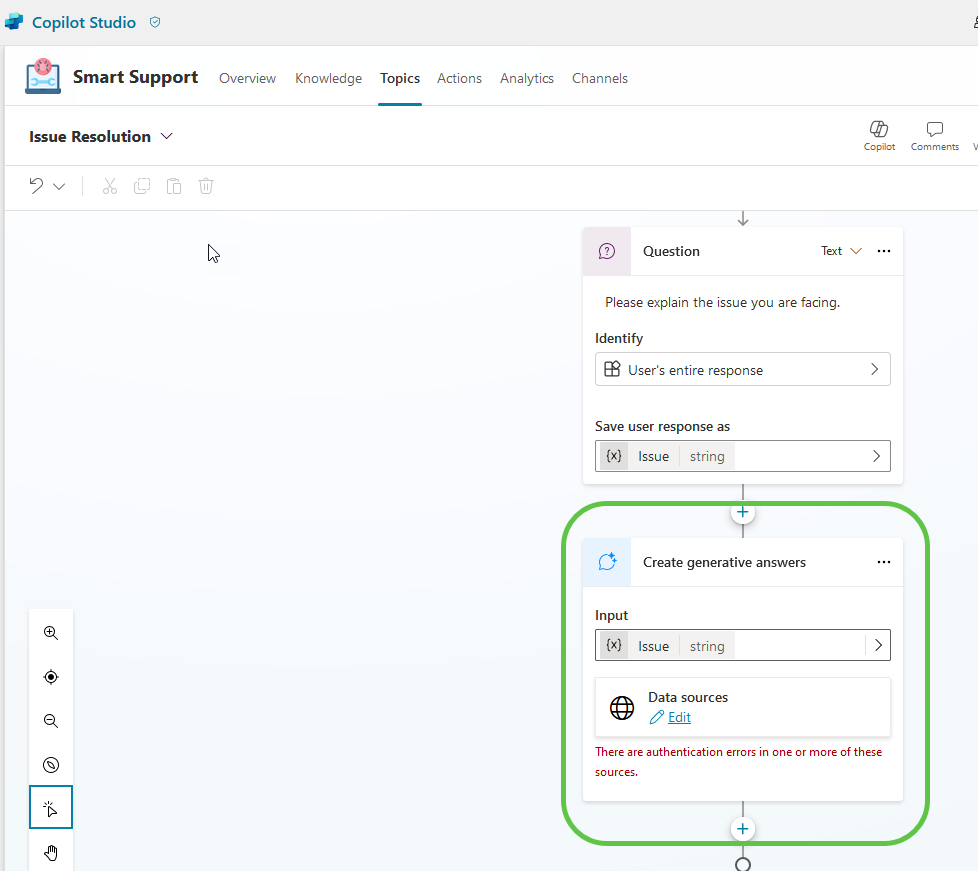 Copilot Studio
Smart Support Overview Knowledge Topics Actions Analytics Channels
Issue Resolution
Copilot Comments
Question Text
Please explain the issue you are facing.
Identify
User's entire response
Save user response as
{x} Issue string
Create generative answers
Input
{x} Issue string
Data sources
Edit
There are authentication errors in one or more of these
sources.